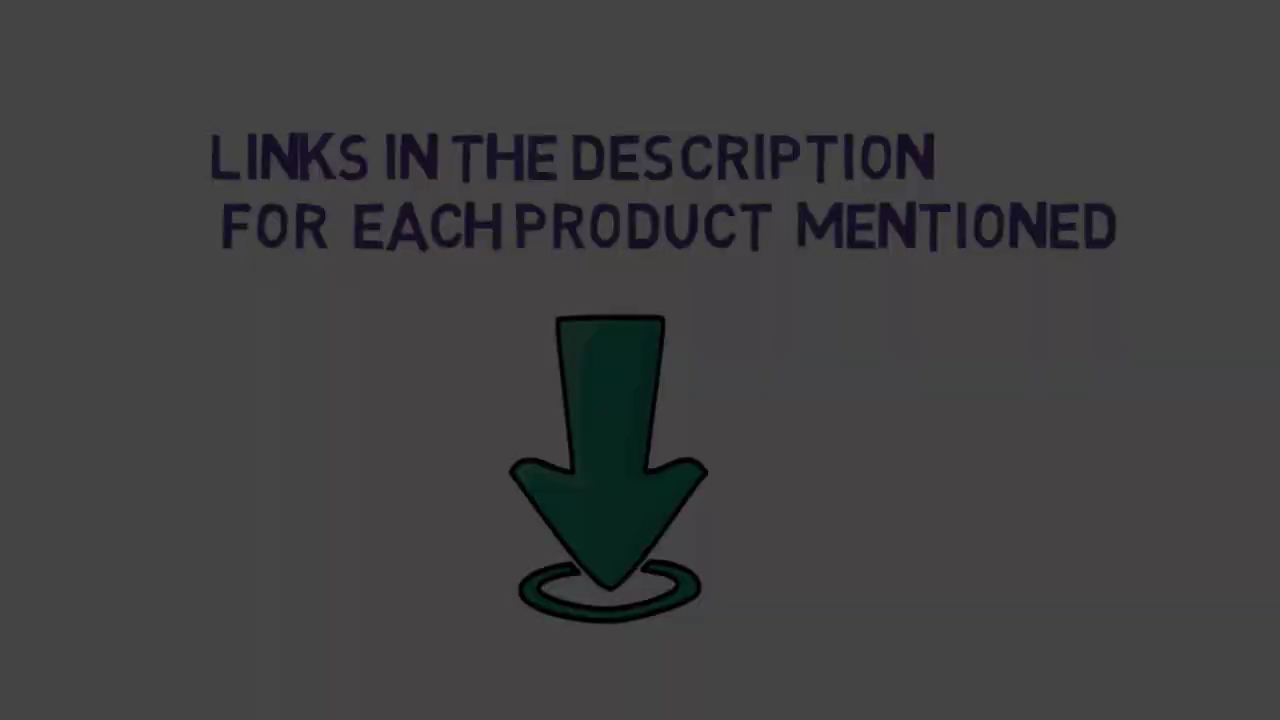 LINKS IN THE DESCRIPTION
FOR EACH PRODUCT MENTIONED